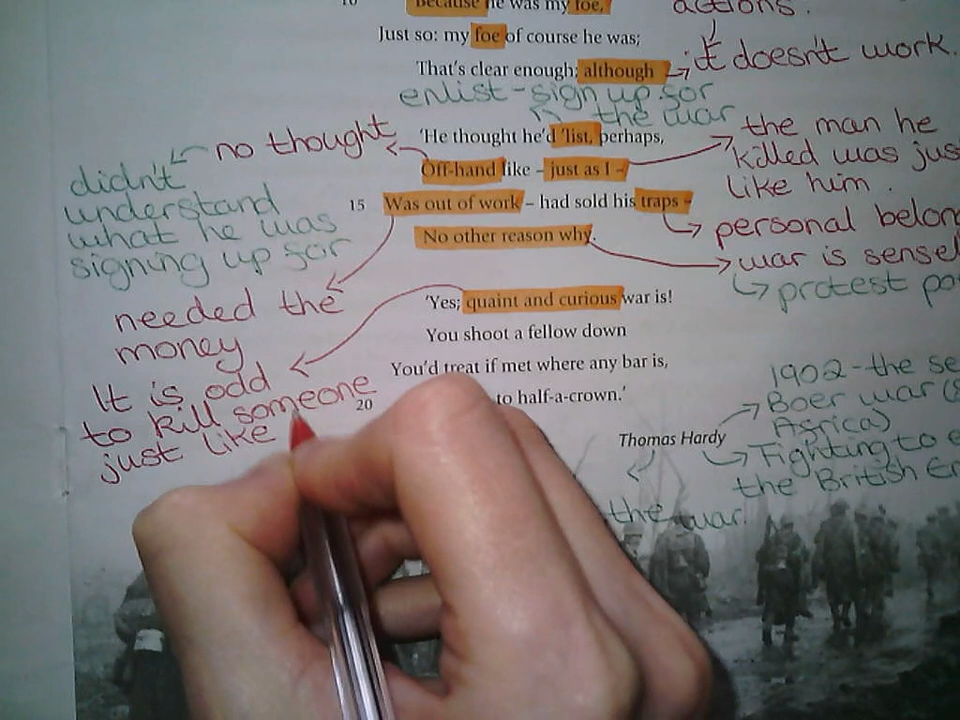 10 Because he was my foe,
actions.
Just so: my foe of course he was;
it doesn't work.
That's clear enough; although
enlist - sign up for
the war
'He thought he'd 'list, perhaps,
no thought
the man he
killed was jus
like him.
Off-hand like – just as I –
didn't
understand
what he was
signing up for
15 Was out of work – had sold his traps –
personal belon
No other reason why.
war is sensel
protest po
needed the
money
'Yes; quaint and curious war is!
You shoot a fellow down
You'd treat if met where any bar is,
It is odd
to kill someone
just like
20 to half-a-crown.'
1902 - the se
Boer war (S
Africa)
Thomas Hardy
Fighting to e
the British Em
the war.